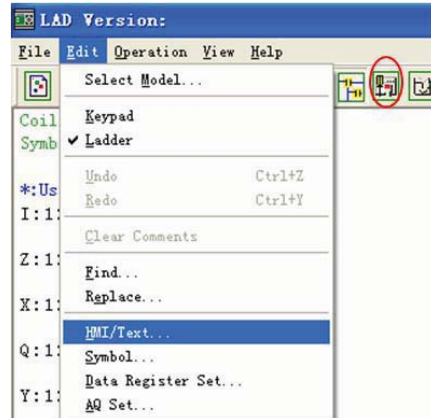 LAD Version:
File Edit Operation View Help
Select Model...
Coil
Keypad
Symb
✔ Ladder
Undo Ctrl+Z
*:Us
Redo Ctrl+Y
I:1
Clear Comments
Z:1
Find...
Replace...
X:1
HMI/Text...
Q:1
Symbol...
Data Register Set...
Y:1
AQ Set...